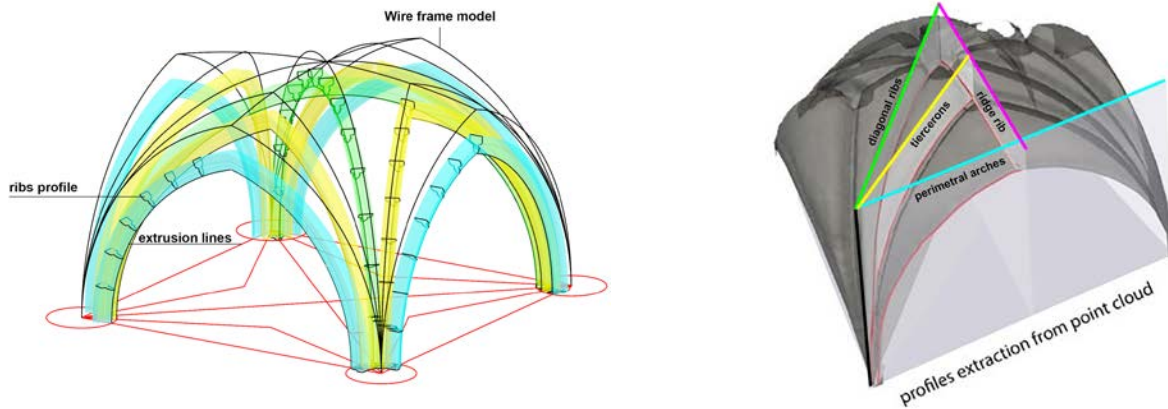 Wire frame model
ribs profile
extrusion lines
diagonal ribs
tiercerons
ridge rib
perimetral arches
profiles extraction from point cloud